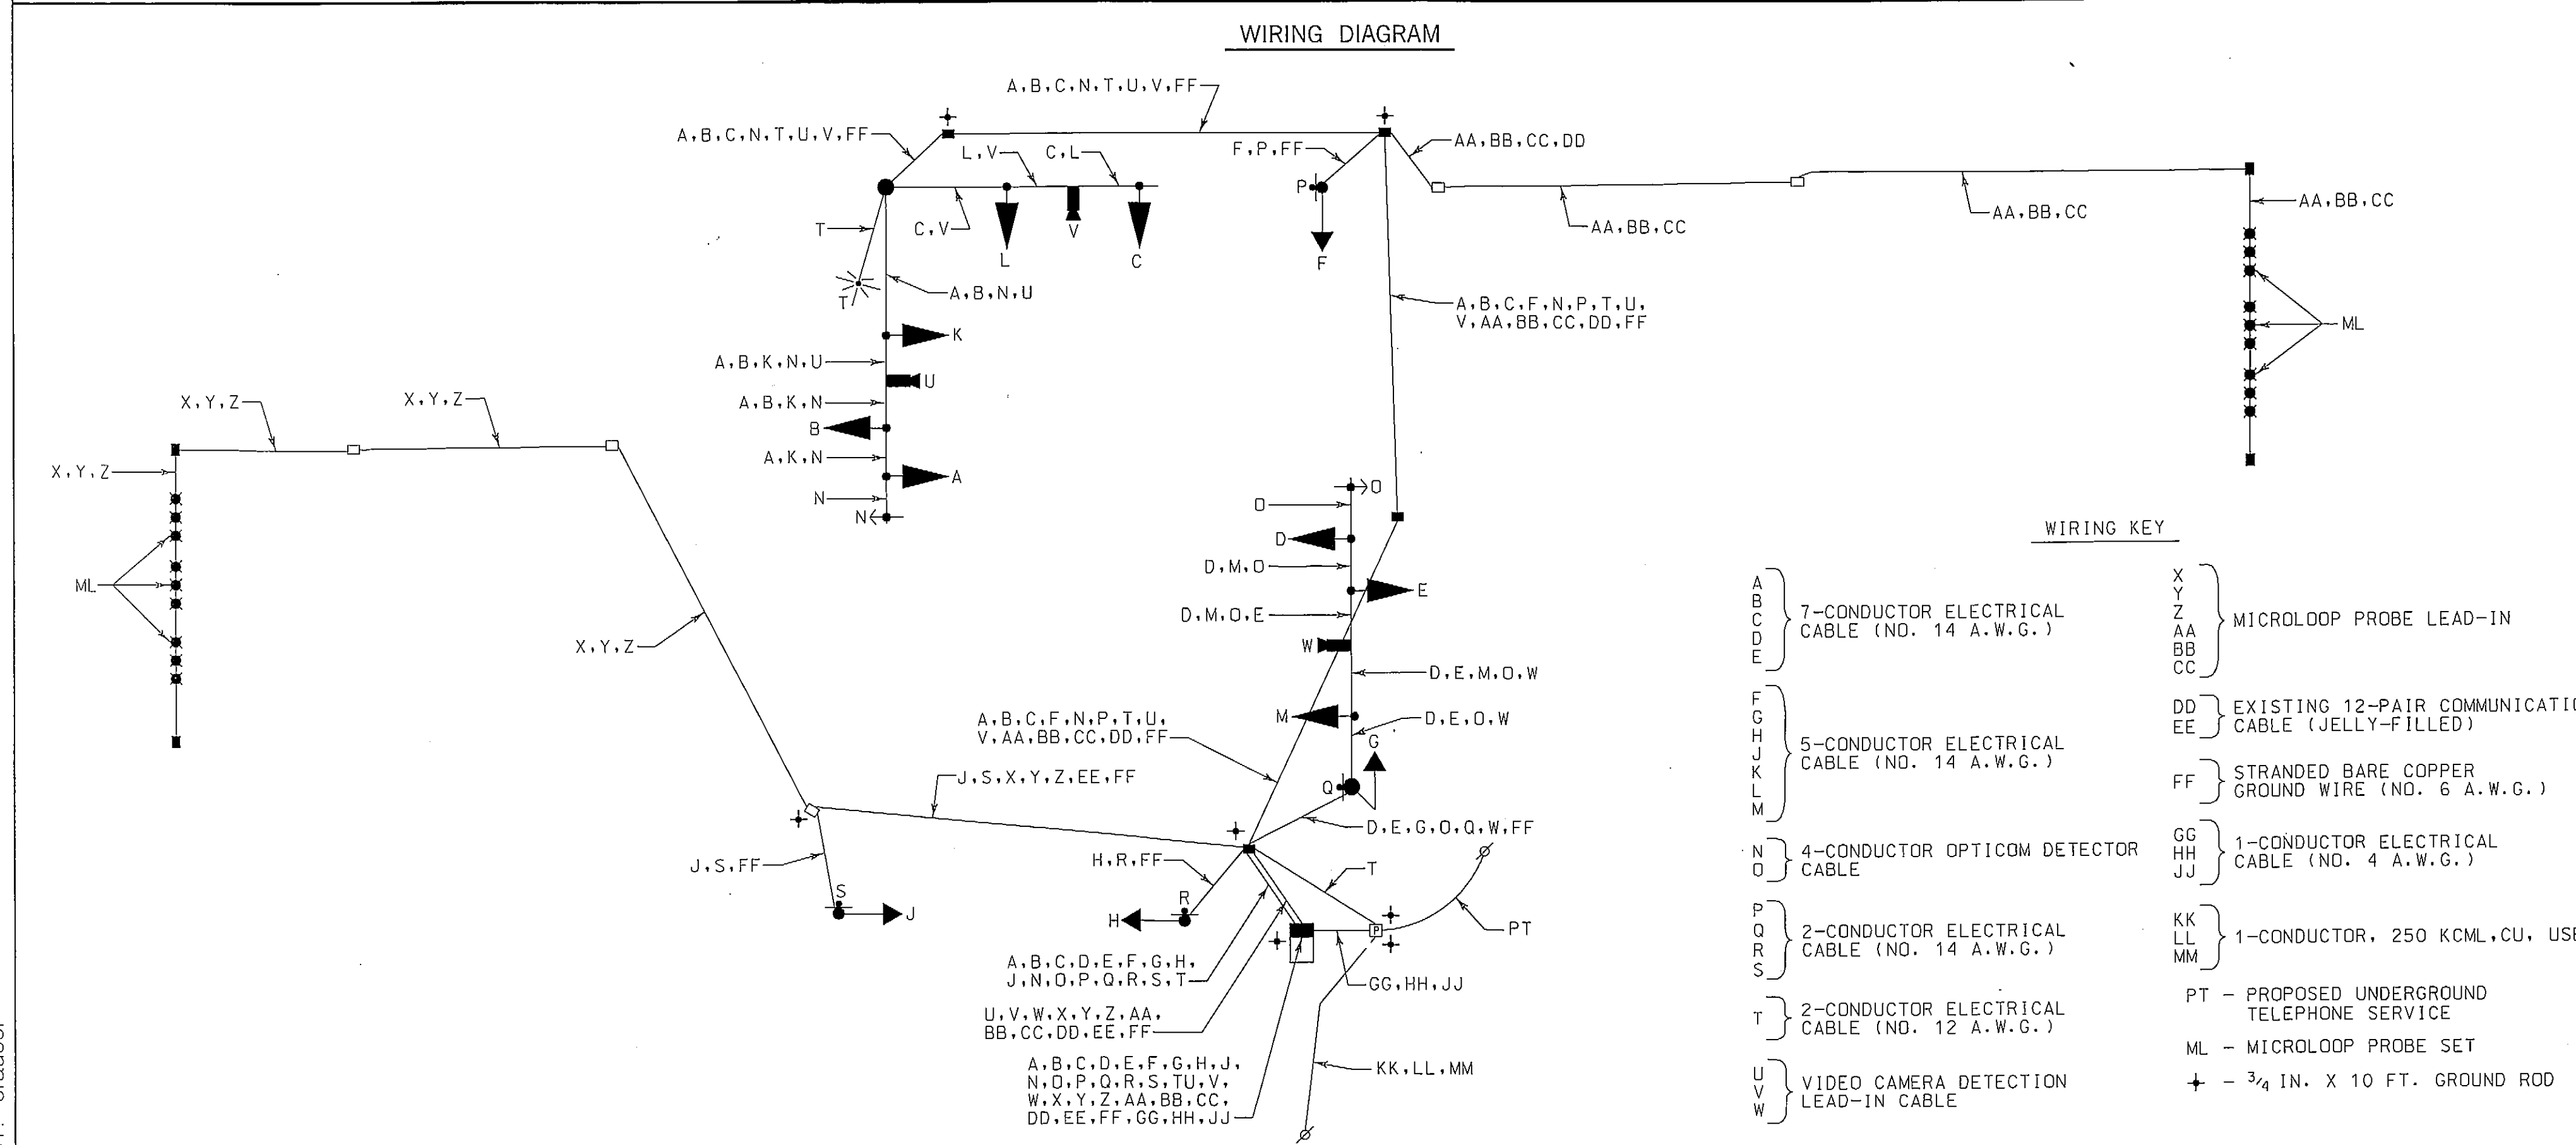 WIRING DIAGRAM
A,B,C,N,T,U,V,FF
A,B,C,N,T,U,V,FF
L,V
C,L
F,P,FF
AA,BB,CC,DD
P
T
C,V
V
L
C
F
AA,BB,CC
AA,BB,CC
AA,BB,CC
T
A,B,N,U
A,B,C,F,N,P,T,U,
V,AA,BB,CC,DD,FF
ML
K
A,B,K,N,U
U
X,Y,Z
X,Y,Z
A,B,K,N
B
A,K,N
X,Y,Z
A
N
N
O
O
D
D,M,O
E
ML
D,M,O,E
X,Y,Z
W
D,E,M,O,W
A,B,C,F,N,P,T,U,
V,AA,BB,CC,DD,FF
M
D,E,O,W
G
J,S,X,Y,Z,EE,FF
Q
D,E,G,O,Q,W,FF
J,S,FF
H,R,FF
T
S
J
R
H
P
PT
A,B,C,D,E,F,G,H,
J,N,O,P,Q,R,S,T
GG,HH,JJ
U,V,W,X,Y,Z,AA,
BB,CC,DD,EE,FF
A,B,C,D,E,F,G,H,J,
N,O,P,Q,R,S,TU,V,
W,X,Y,Z,AA,BB,CC,
DD,EE,FF,GG,HH,JJ
KK,LL,MM
WIRING KEY
A
B
C
D
E
7-CONDUCTOR ELECTRICAL
CABLE (NO. 14 A.W.G.)
F
G
H
J
K
L
M
5-CONDUCTOR ELECTRICAL
CABLE (NO. 14 A.W.G.)
N
O
4-CONDUCTOR OPTICOM DETECTOR
CABLE
P
Q
R
S
2-CONDUCTOR ELECTRICAL
CABLE (NO. 14 A.W.G.)
T
2-CONDUCTOR ELECTRICAL
CABLE (NO. 12 A.W.G.)
U
V
W
VIDEO CAMERA DETECTION
LEAD-IN CABLE
X
Y
Z
AA
BB
CC
MICROLOOP PROBE LEAD-IN
DD
EE
EXISTING 12-PAIR COMMUNICATIO
CABLE (JELLY-FILLED)
FF
STRANDED BARE COPPER
GROUND WIRE (NO. 6 A.W.G.)
GG
HH
JJ
1-CONDUCTOR ELECTRICAL
CABLE (NO. 4 A.W.G.)
KK
LL
MM
1-CONDUCTOR, 250 KCML,CU, USE
PT - PROPOSED UNDERGROUND
TELEPHONE SERVICE
ML - MICROLOOP PROBE SET
- 3/4 IN. X 10 FT. GROUND ROD